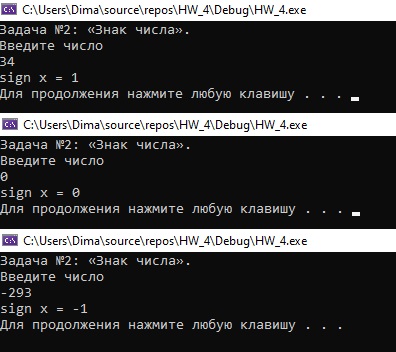 C:\Users\Dima\source\repos\HW_4\Debug\HW_4.exe
Задача №2: «Знак числа».
Введите число
34
sign x = 1
Для продолжения нажмите любую клавишу . . .
C:\Users\Dima\source\repos\HW_4\Debug\HW_4.exe
Задача №2: «Знак числа».
Введите число
0
sign x = 0
Для продолжения нажмите любую клавишу . . .
C:\Users\Dima\source\repos\HW_4\Debug\HW_4.exe
Задача №2: «Знак числа».
Введите число
-293
sign x = -1
Для продолжения нажмите любую клавишу . . .